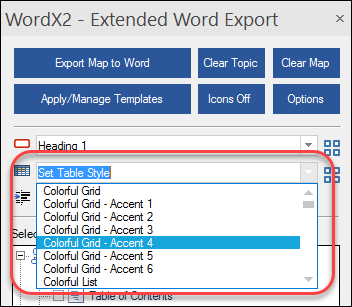 WordX2 - Extended Word Export
Export Map to Word
Clear Topic
Clear Map
Apply/Manage Templates
Icons Off
Options
Heading 1
Set Table Style
Colorful Grid
Colorful Grid - Accent 1
Colorful Grid - Accent 2
Colorful Grid - Accent 3
Colorful Grid - Accent 4
Colorful Grid - Accent 5
Colorful Grid - Accent 6
Colorful List
Table of Contents